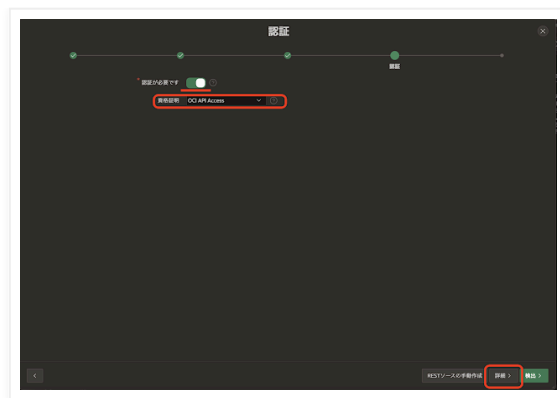 認証
認証
* 認証が必要です
資格証明 OCI API Access
RESTソースの手動作成 詳細 検出